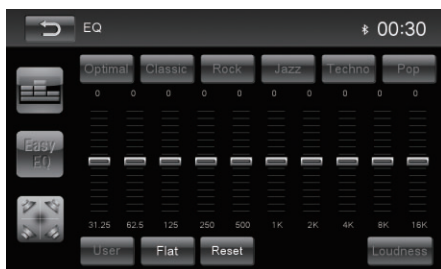 EQ 00:30
Optimal Classic Rock Jazz Techno Pop
0 0 0 0 0 0 0 0 0 0
Easy
EQ
31.25 62.5 125 250 500 1K 2K 4K 8K 16K
User Flat Reset Loudness